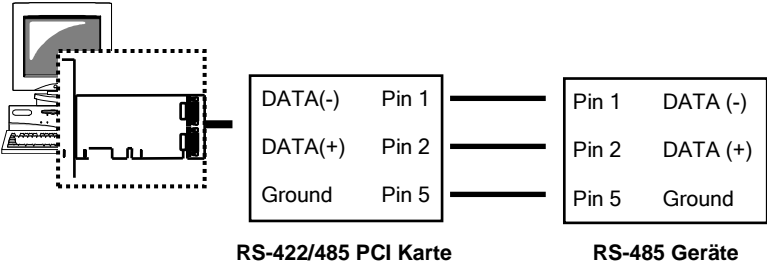 DATA(-) Pin 1 Pin 1 DATA (-)
DATA(+) Pin 2 Pin 2 DATA (+)
Ground Pin 5 Pin 5 Ground
RS-422/485 PCI Karte RS-485 Geräte